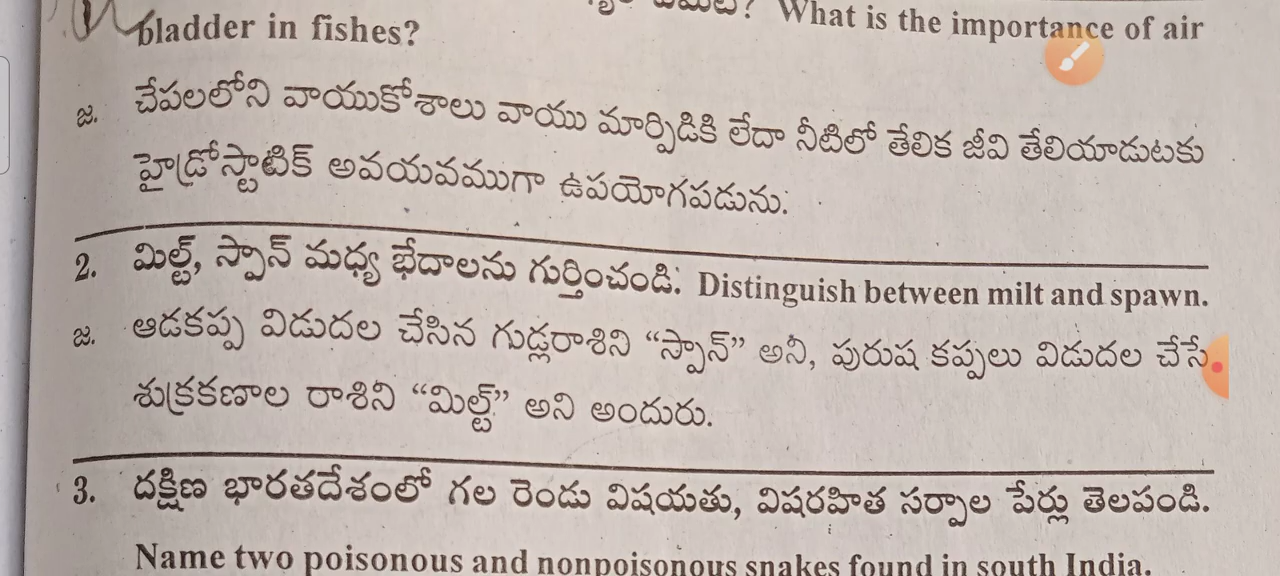 ఏమిటి? What is the importance of air
bladder in fishes?
జ. చేపలలోని వాయుకోశాలు వాయు మార్పిడికి లేదా నీటిలో తేలిక జీవి తేలియాడుటకు
హైడ్రోస్టాటిక్ అవయవముగా ఉపయోగపడును.
2. మిల్ట్, స్పాన్ మధ్య భేదాలను గుర్తించండి. Distinguish between milt and spawn.
జ. ఆడకప్ప విడుదల చేసిన గుడ్లరాశిని “స్పాన్” అనీ, పురుష కప్పలు విడుదల చేసే
శుక్రకణాల రాశిని “మిల్ట్” అని అందురు.
3. దక్షిణ భారతదేశంలో గల రెండు విషయతు, విషరహిత సర్పాల పేర్లు తెలపండి.
Name two poisonous and nonpoisonous snakes found in south India.